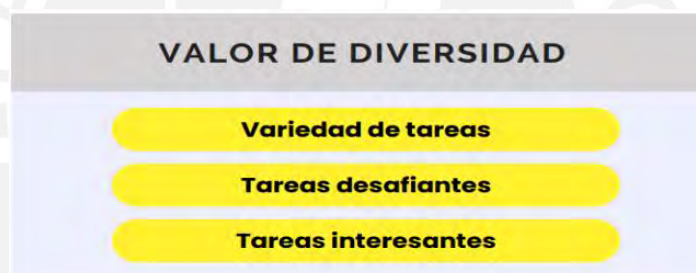 VALOR DE DIVERSIDAD
Variedad de tareas
Tareas desafiantes
Tareas interesantes